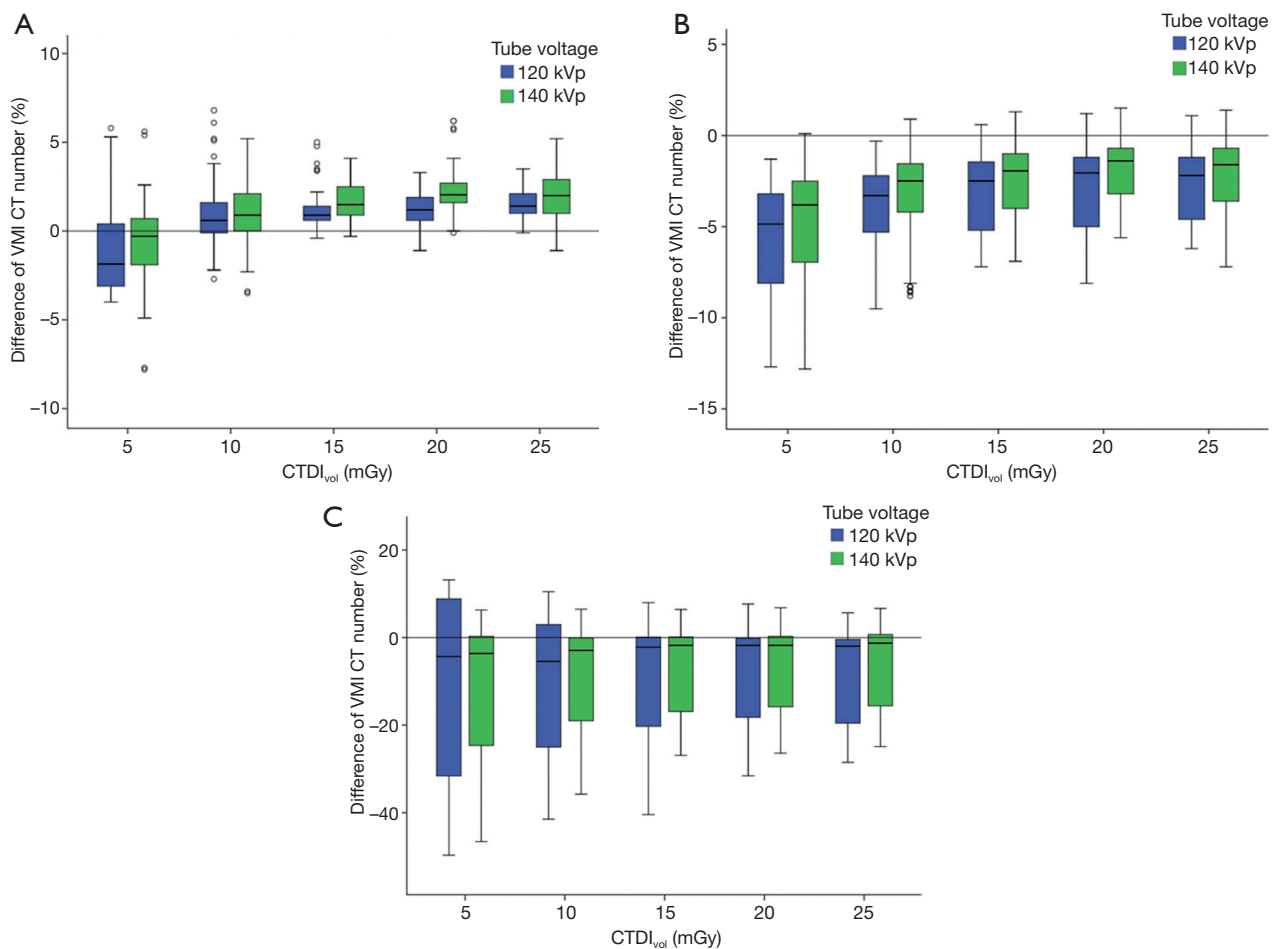 A
Tube voltage
120 kVp
140 kVp
Difference of VMI CT number (%)
10
5
0
−5
−10
5 10 15 20 25
CTDIvol (mGy)
B
Tube voltage
120 kVp
140 kVp
Difference of VMI CT number (%)
5
0
−5
−10
−15
5 10 15 20 25
CTDIvol (mGy)
C
Tube voltage
120 kVp
140 kVp
Difference of VMI CT number (%)
20
0
−20
−40
5 10 15 20 25
CTDIvol (mGy)